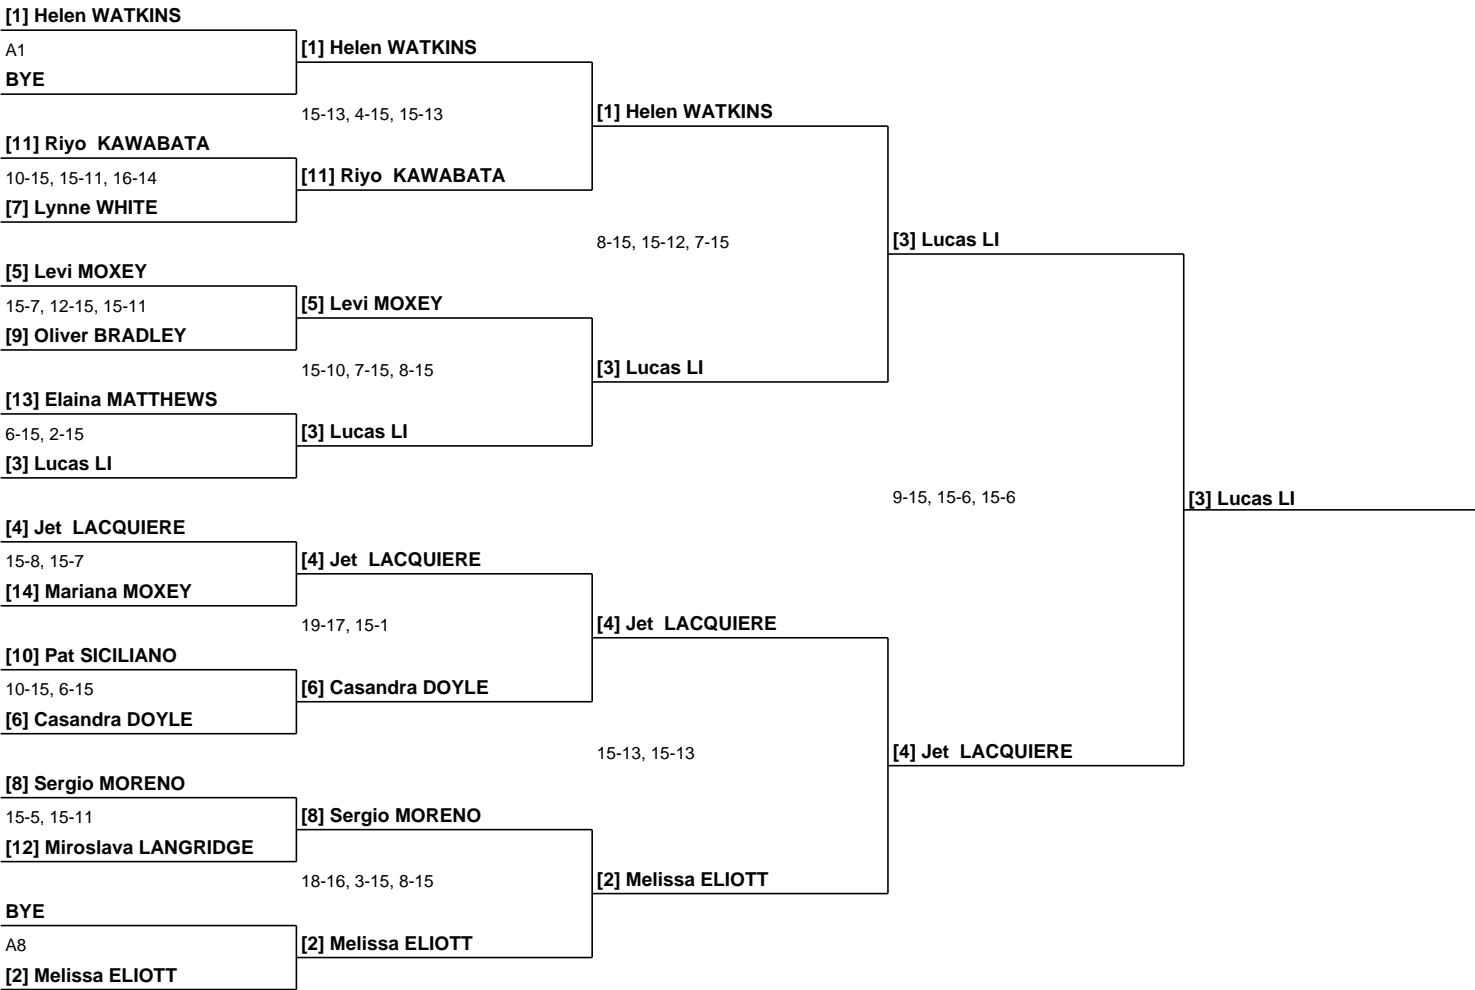 [1] Helen WATKINS
A1
BYE
[11] Riyo  KAWABATA
10-15, 15-11, 16-14
[7] Lynne WHITE
[5] Levi MOXEY
15-7, 12-15, 15-11
[9] Oliver BRADLEY
[13] Elaina MATTHEWS
6-15, 2-15
[3] Lucas LI
[4] Jet  LACQUIERE
15-8, 15-7
[14] Mariana MOXEY
[10] Pat SICILIANO
10-15, 6-15
[6] Casandra DOYLE
[8] Sergio MORENO
15-5, 15-11
[12] Miroslava LANGRIDGE
BYE
A8
[2] Melissa ELIOTT
[1] Helen WATKINS
15-13, 4-15, 15-13
[11] Riyo  KAWABATA
[5] Levi MOXEY
15-10, 7-15, 8-15
[3] Lucas LI
[4] Jet  LACQUIERE
19-17, 15-1
[6] Casandra DOYLE
[8] Sergio MORENO
18-16, 3-15, 8-15
[2] Melissa ELIOTT
[1] Helen WATKINS
8-15, 15-12, 7-15
[3] Lucas LI
[4] Jet  LACQUIERE
15-13, 15-13
[2] Melissa ELIOTT
[3] Lucas LI
9-15, 15-6, 15-6
[4] Jet  LACQUIERE
[3] Lucas LI